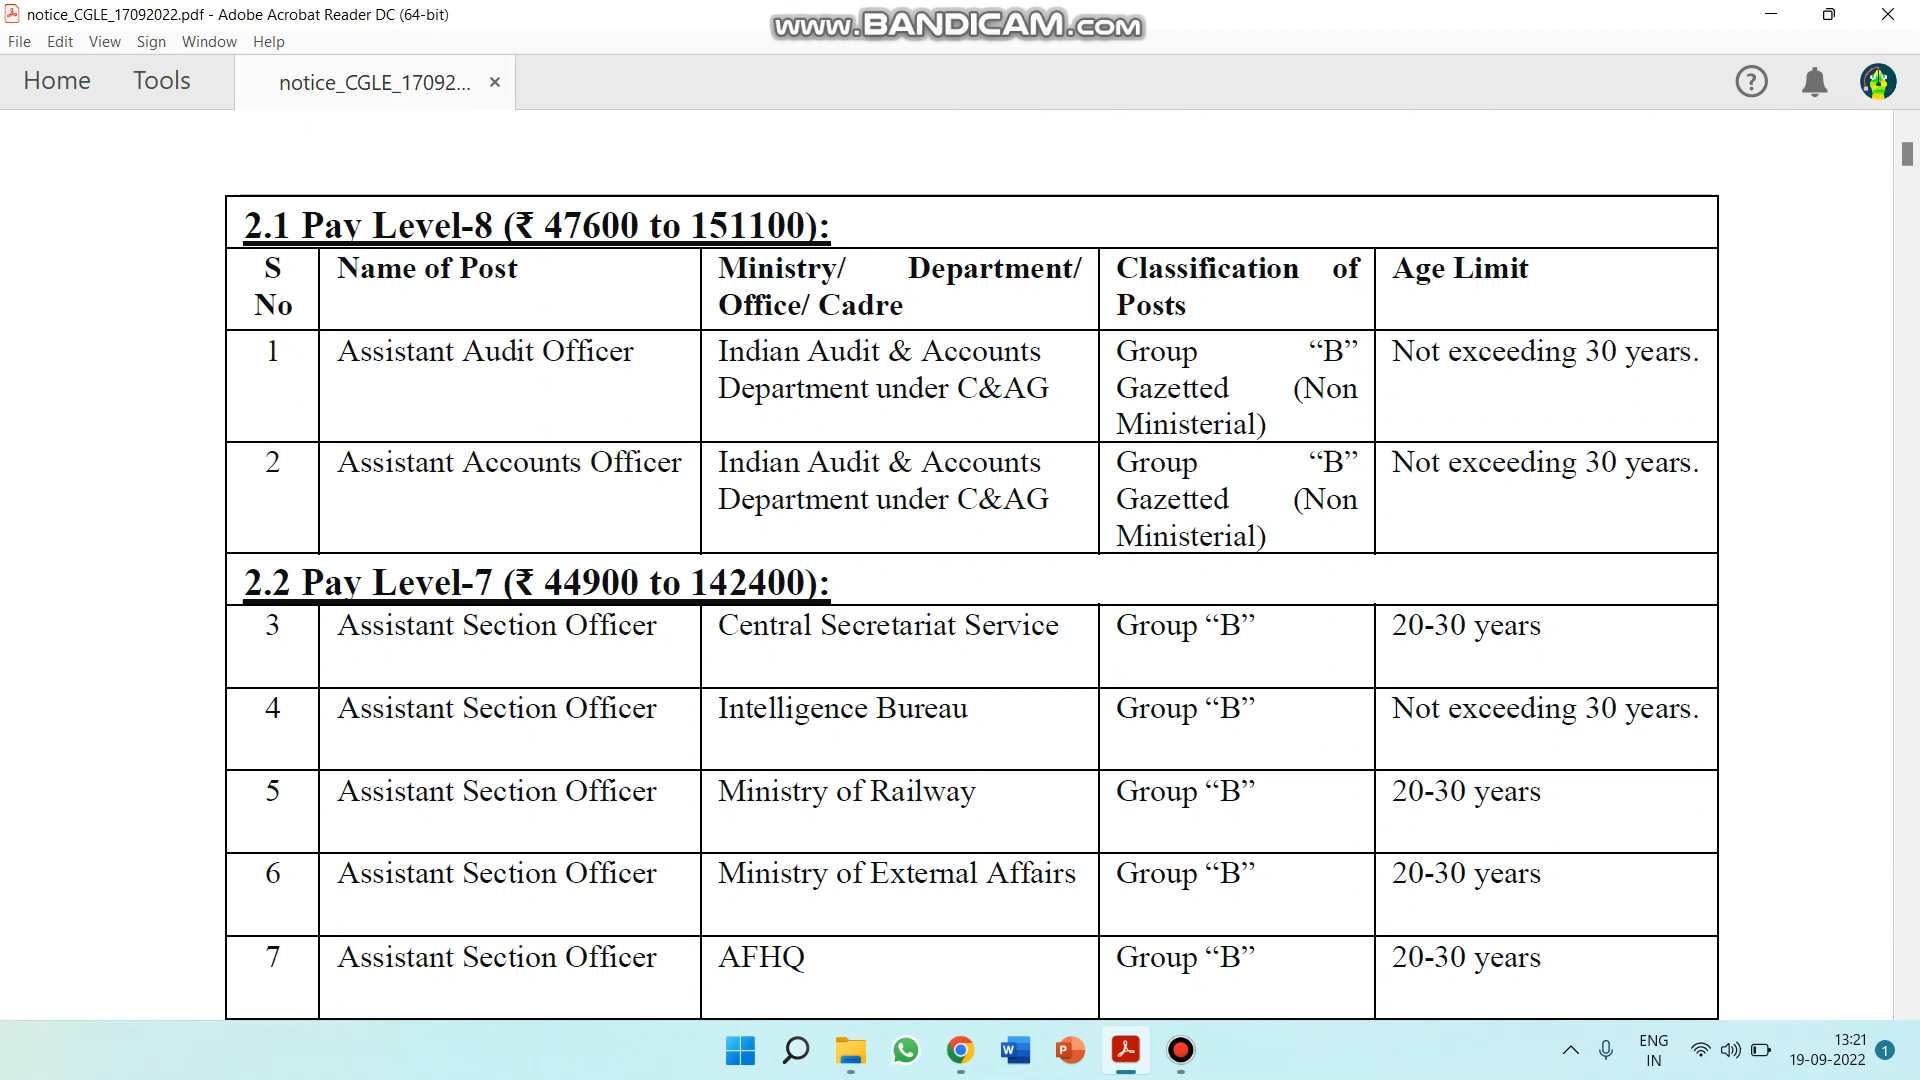 notice_CGLE_17092022.pdf - Adobe Acrobat Reader DC (64-bit)
www.BANDICAM.com
File Edit View Sign Window Help
Home Tools notice_CGLE_17092...
2.1 Pay Level-8 (₹ 47600 to 151100):
S No Name of Post Ministry/ Department/ Office/ Cadre Classification of Posts Age Limit
1 Assistant Audit Officer Indian Audit & Accounts Department under C&AG Group “B” Gazetted (Non Ministerial) Not exceeding 30 years.
2 Assistant Accounts Officer Indian Audit & Accounts Department under C&AG Group “B” Gazetted (Non Ministerial) Not exceeding 30 years.
2.2 Pay Level-7 (₹ 44900 to 142400):
3 Assistant Section Officer Central Secretariat Service Group “B” 20-30 years
4 Assistant Section Officer Intelligence Bureau Group “B” Not exceeding 30 years.
5 Assistant Section Officer Ministry of Railway Group “B” 20-30 years
6 Assistant Section Officer Ministry of External Affairs Group “B” 20-30 years
7 Assistant Section Officer AFHQ Group “B” 20-30 years
ENG
IN
13:21
19-09-2022
1